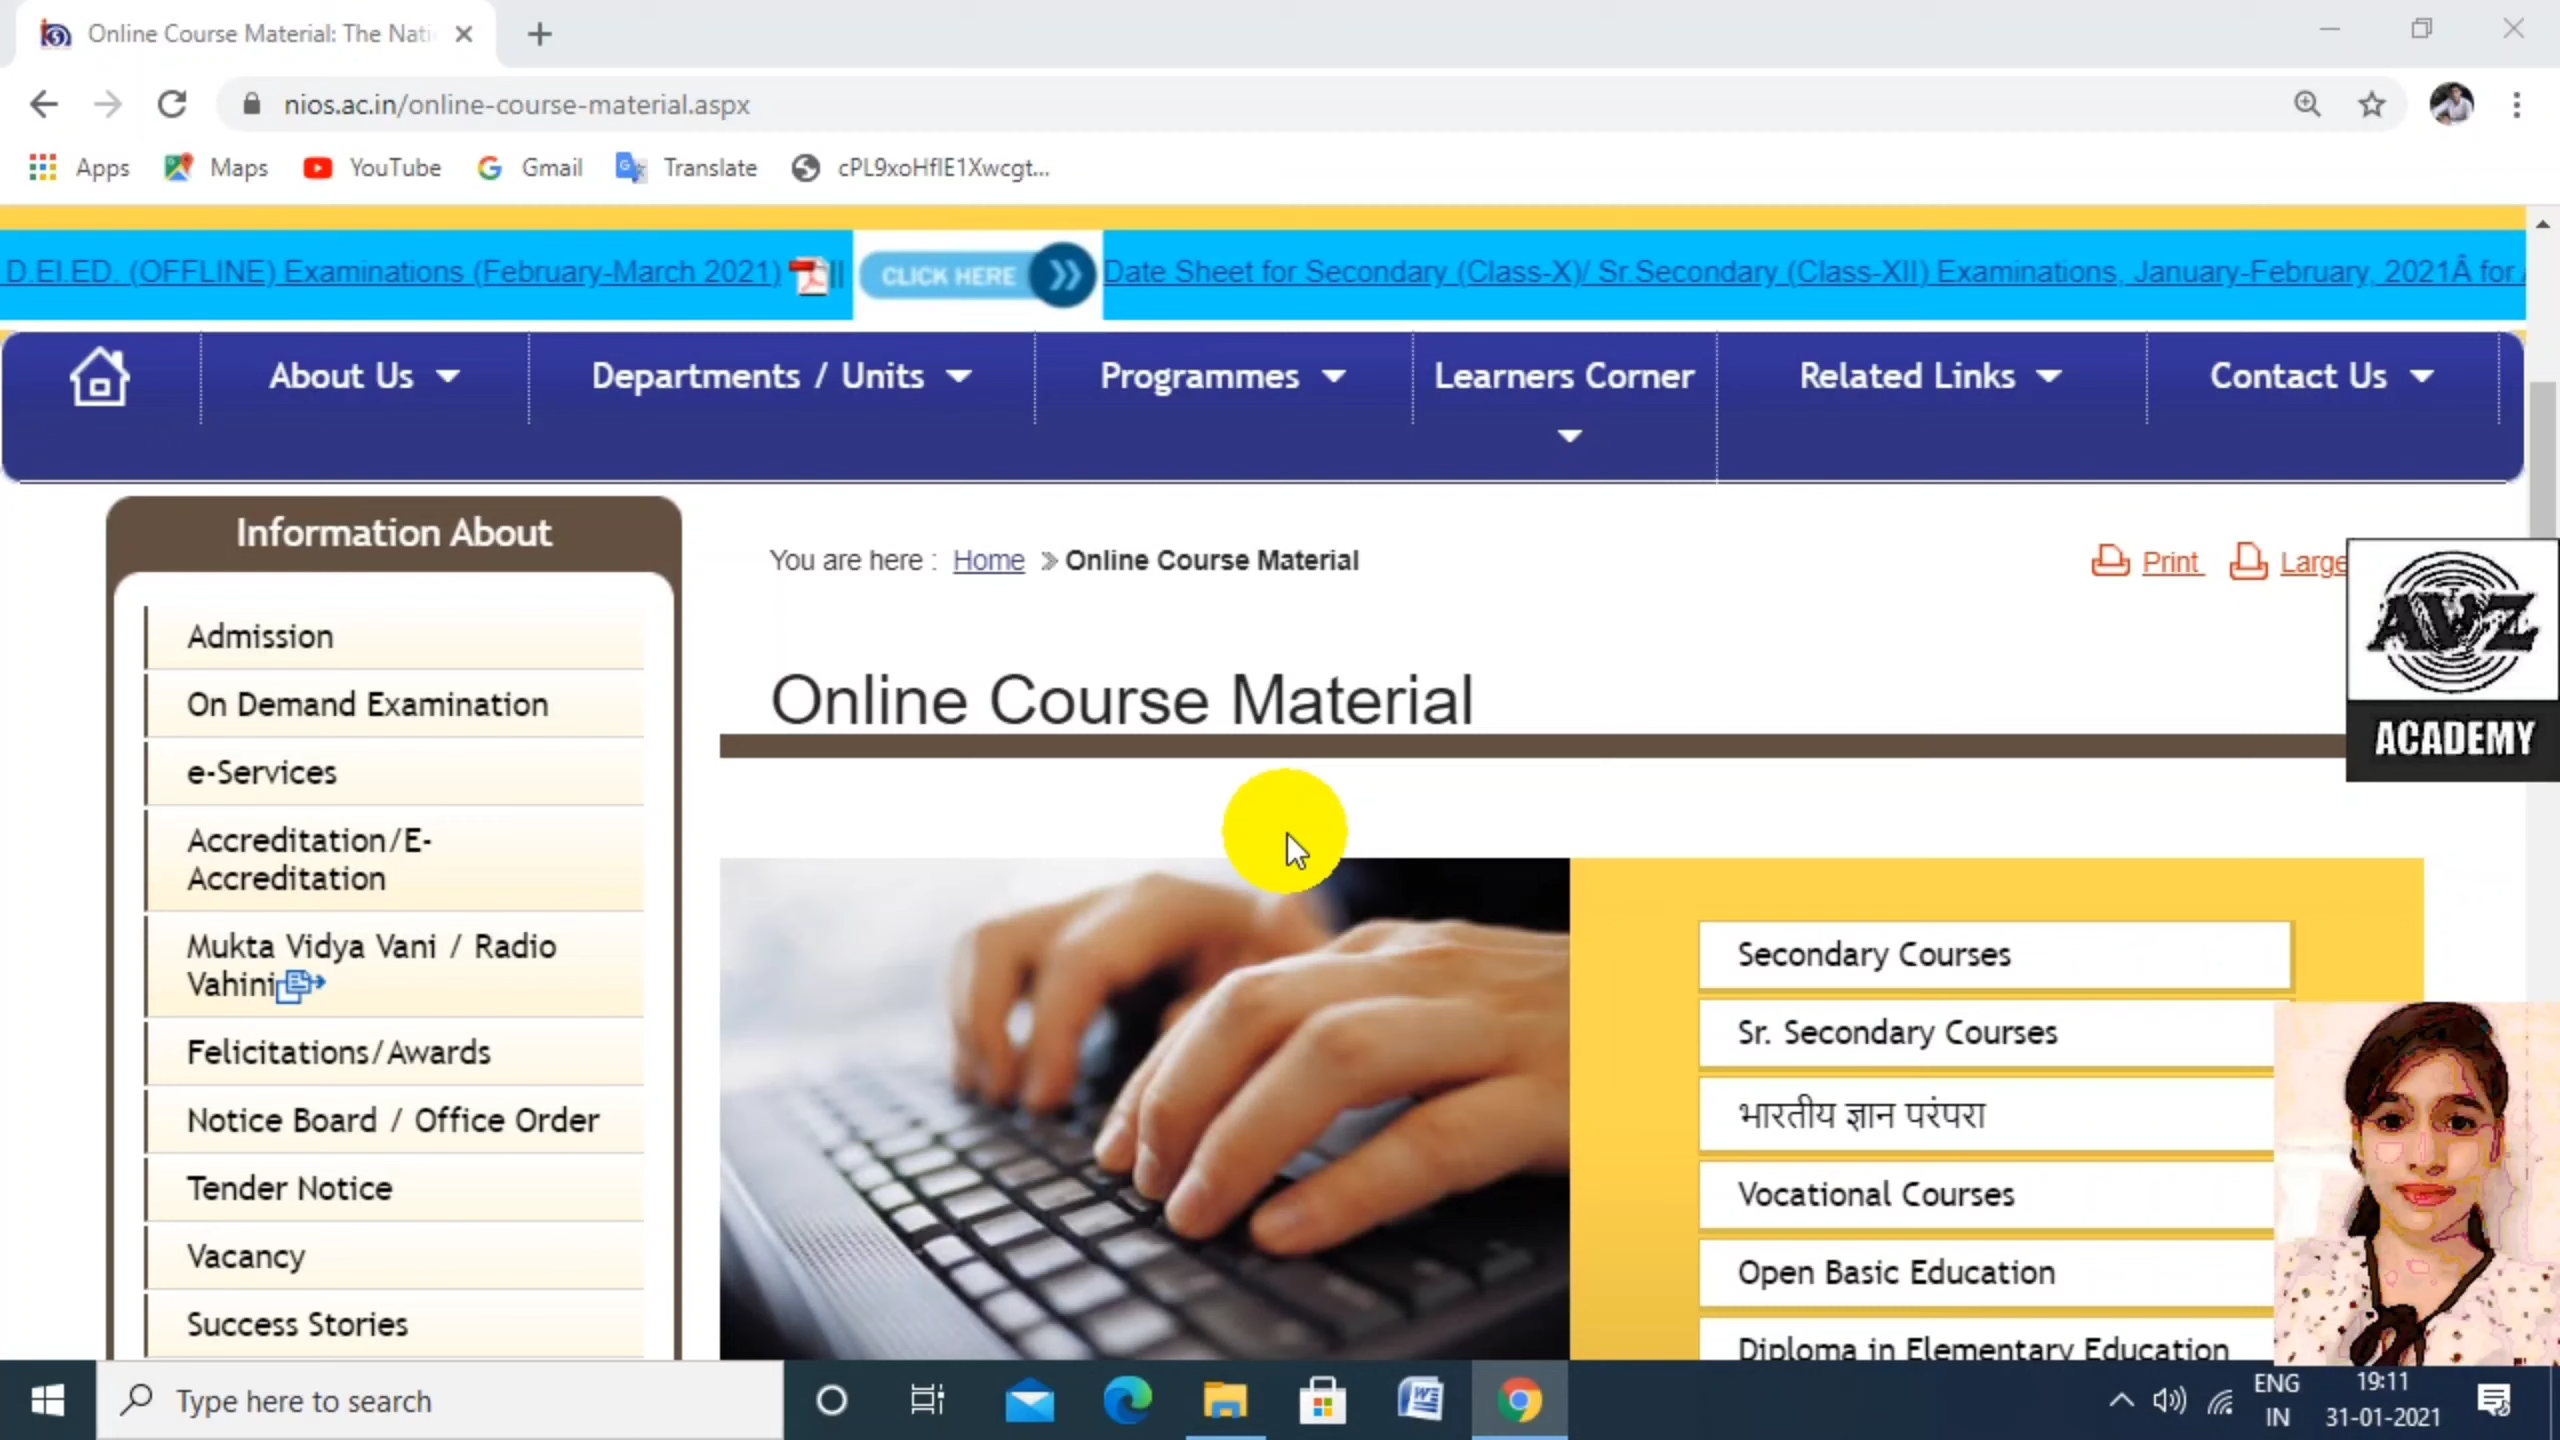 Online Course Material: The Nati
nios.ac.in/online-course-material.aspx
Apps Maps YouTube Gmail Translate cPL9xoHflE1Xwcgt...
D.El.ED. (OFFLINE) Examinations (February-March 2021) || CLICK HERE Date Sheet for Secondary (Class-X)/ Sr.Secondary (Class-XII) Examinations, January-February, 2021Â for
About Us Departments / Units Programmes Learners Corner Related Links Contact Us
Information About
Admission
On Demand Examination
e-Services
Accreditation/E-
Accreditation
Mukta Vidya Vani / Radio
Vahini
Felicitations/Awards
Notice Board / Office Order
Tender Notice
Vacancy
Success Stories
You are here : Home » Online Course Material
Print Large
Online Course Material
AWZ
ACADEMY
Secondary Courses
Sr. Secondary Courses
भारतीय ज्ञान परंपरा
Vocational Courses
Open Basic Education
Diploma in Elementary Education
Type here to search
ENG
IN
19:11
31-01-2021